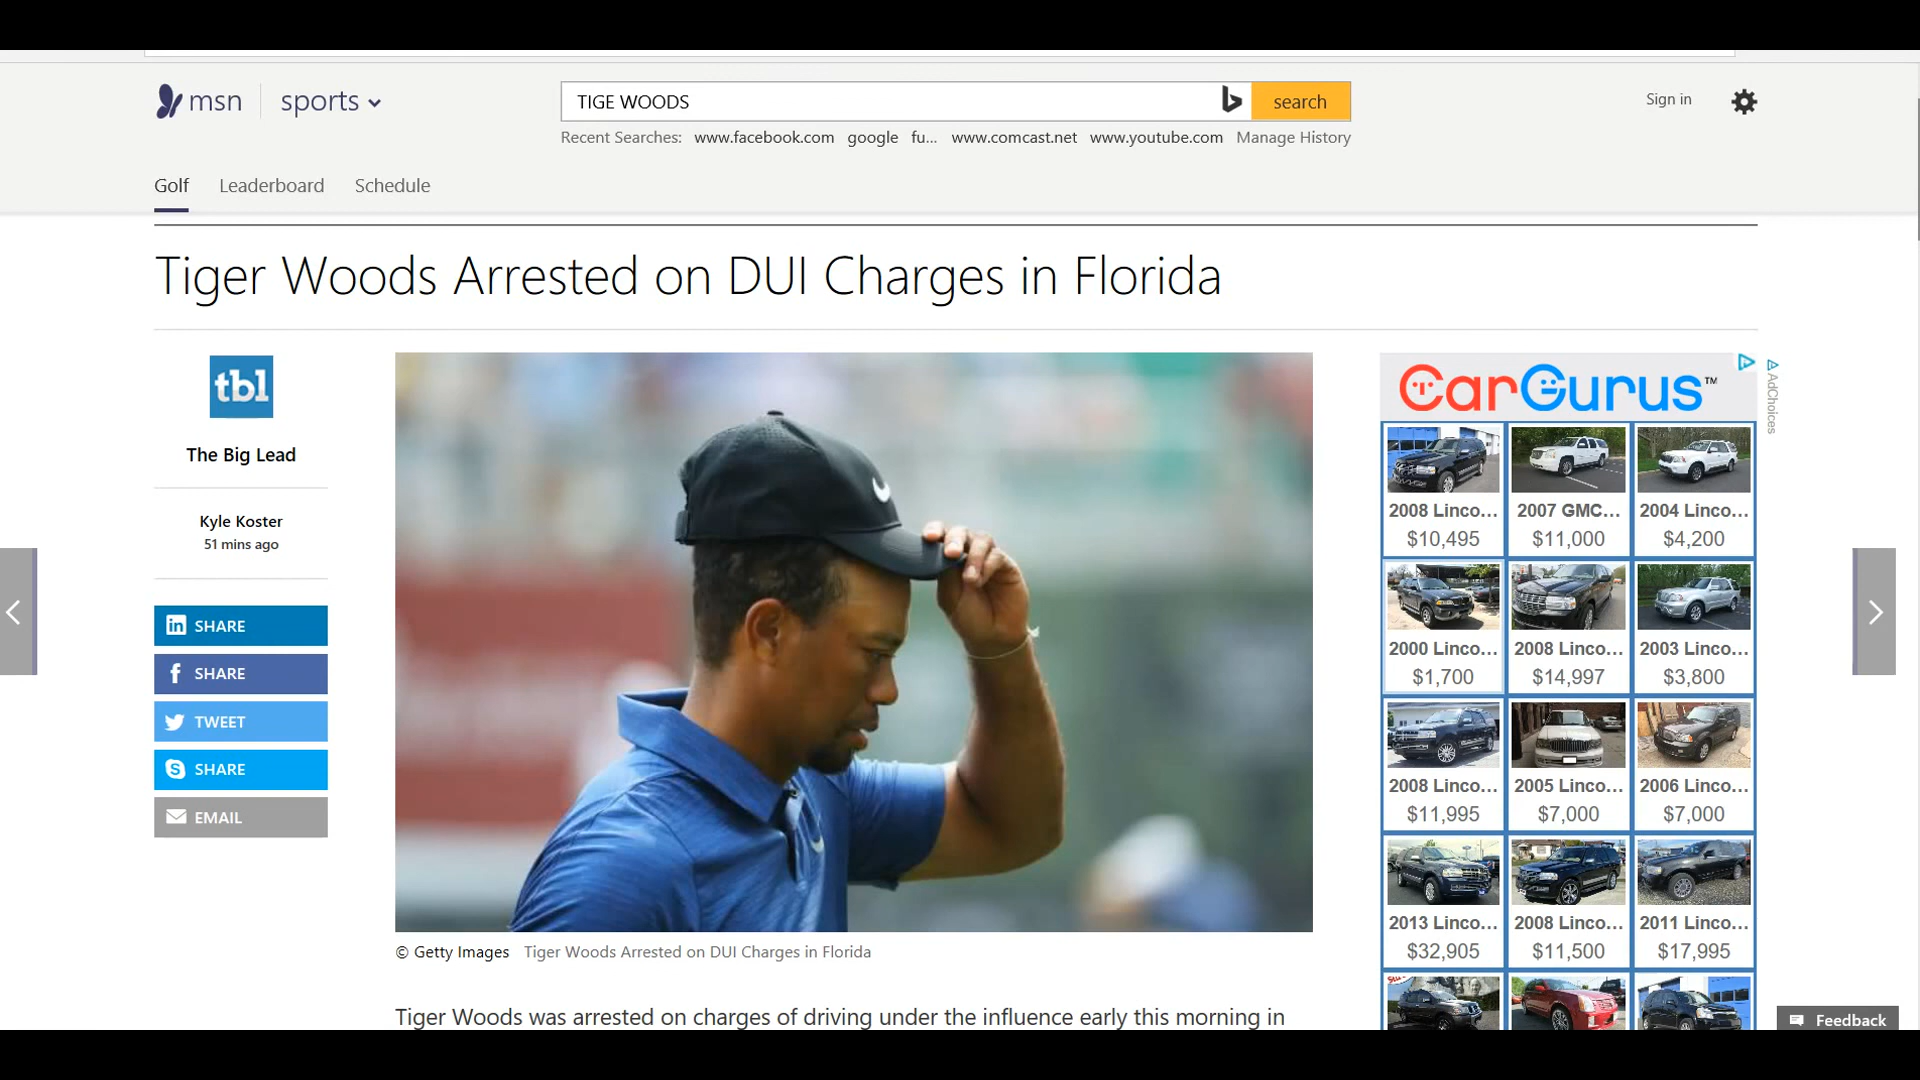 msn
sports
TIGE WOODS
search
Sign in
Recent Searches: www.facebook.com google fu... www.comcast.net www.youtube.com Manage History
Golf Leaderboard Schedule
Tiger Woods Arrested on DUI Charges in Florida
tbl
The Big Lead
Kyle Koster
51 mins ago
SHARE
SHARE
TWEET
SHARE
EMAIL
© Getty Images Tiger Woods Arrested on DUI Charges in Florida
Tiger Woods was arrested on charges of driving under the influence early this morning in
CarGurus™
AdChoices
2008 Linco... 2007 GMC... 2004 Linco...
$10,495 $11,000 $4,200
2000 Linco... 2008 Linco... 2003 Linco...
$1,700 $14,997 $3,800
2008 Linco... 2005 Linco... 2006 Linco...
$11,995 $7,000 $7,000
2013 Linco... 2008 Linco... 2011 Linco...
$32,905 $11,500 $17,995
Feedback